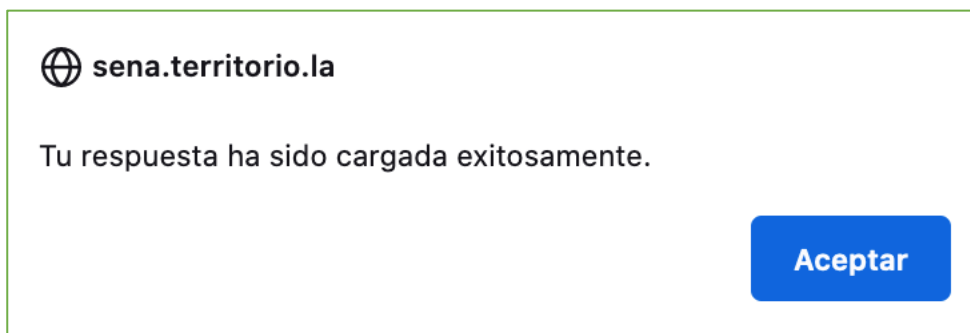 sena.territorio.la
Tu respuesta ha sido cargada exitosamente.
Aceptar